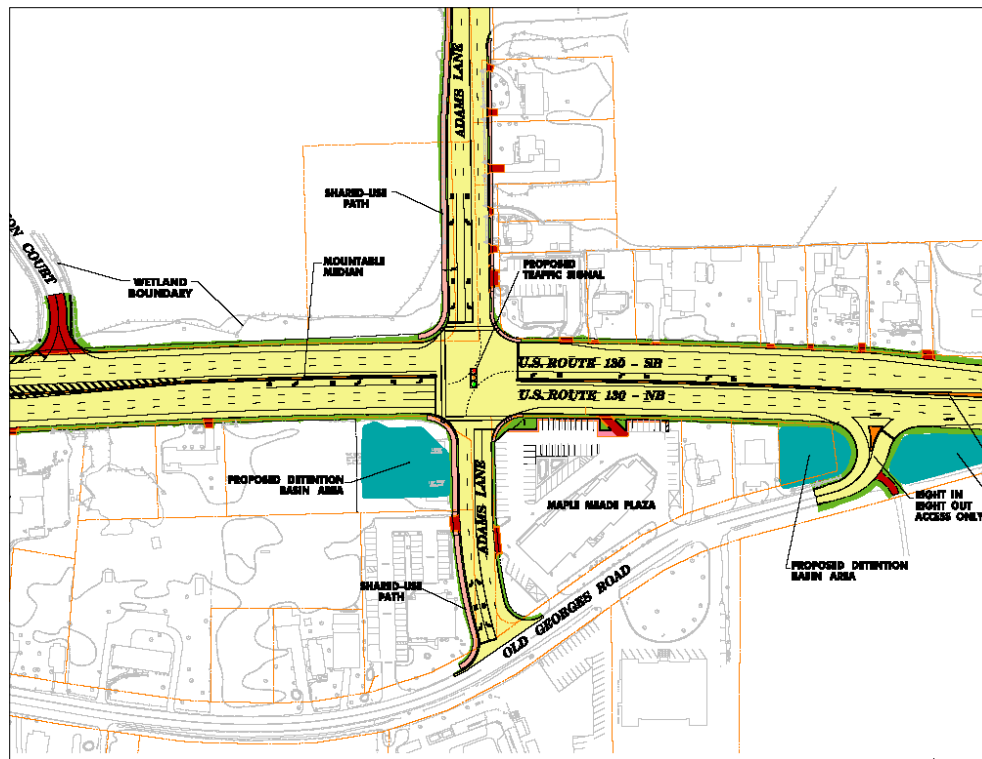 ADAMS LANE
SHARED-USE
PATH
ON COURT
WETLAND
BOUNDARY
MOUNTABLE
MEDIAN
PROPOSED
TRAFFIC SIGNAL
U.S. ROUTE 130 - SB
U.S. ROUTE 130 - NB
PROPOSED DETENTION
BASIN AREA
ADAMS LANE
MAPLE MEADE PLAZA
RIGHT IN
RIGHT OUT
ACCESS ONLY
PROPOSED DETENTION
BASIN AREA
SHARED-USE
PATH
OLD GEORGES ROAD